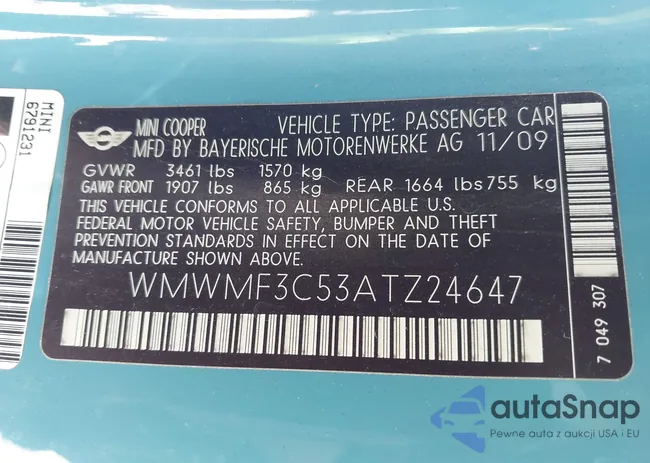 MINI
6791231
MINI COOPER VEHICLE TYPE: PASSENGER CAR
MFD BY BAYERISCHE MOTORENWERKE AG 11/09
GVWR 3461 lbs 1570 kg
GAWR FRONT 1907 lbs 865 kg REAR 1664 lbs 755 kg
THIS VEHICLE CONFORMS TO ALL APPLICABLE U.S.
FEDERAL MOTOR VEHICLE SAFETY, BUMPER AND THEFT
PREVENTION STANDARDS IN EFFECT ON THE DATE OF
MANUFACTURE SHOWN ABOVE.
WMWMF3C53ATZ24647
7 049 307
autaSnap
Pewne auta z aukcji USA i EU